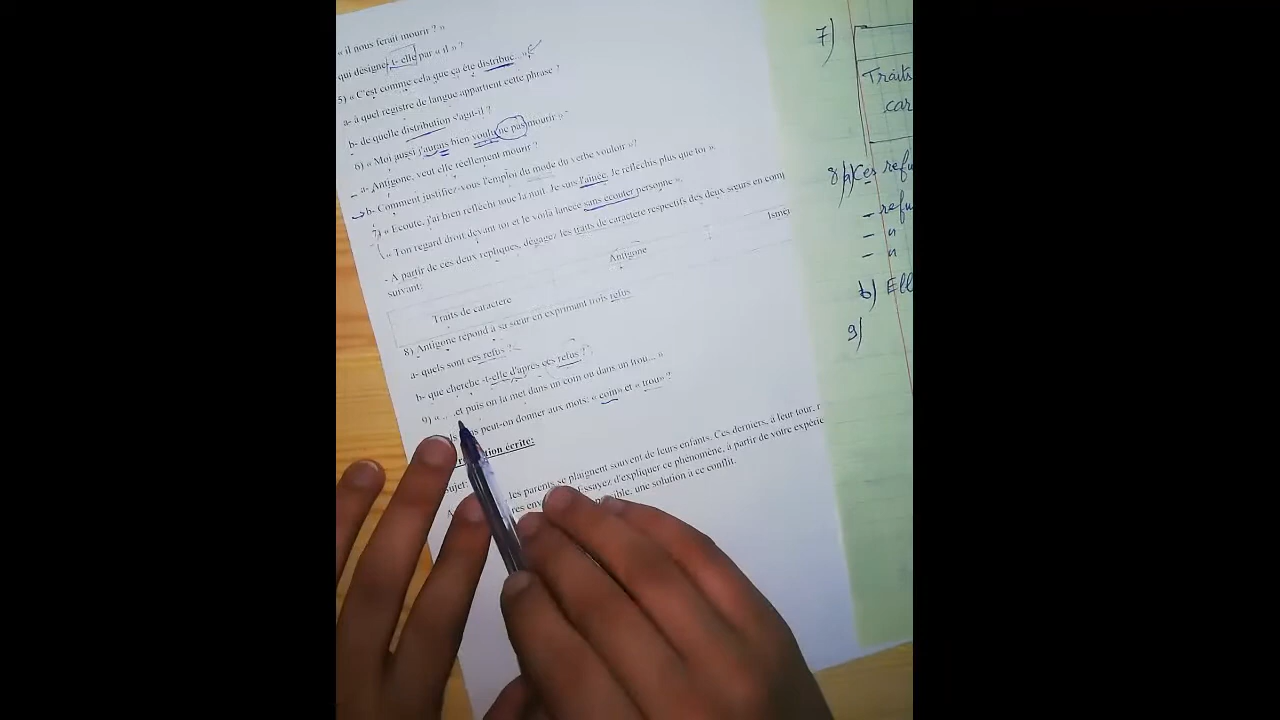 « il nous ferait mourir ? »
qui désigne -t- elle par « il » ?
5) « C'est comme cela que ça été distribué... »
a- à quel registre de langue appartient cette phrase ?
b- de quelle distribution s'agit-il ?
6) « Moi aussi j'aurais bien voulu ne pas mourir »
a- Antigone, veut elle réellement mourir ?
b- Comment justifiez-vous l'emploi du mode du verbe vouloir »?
7) « Ecoute, j'ai bien réfléchi toute la nuit. Je suis l'ainée. Je réfléchis plus que toi ».
« Ton regard droit devant toi et te voilà lancée sans écouter personne ».
- A partir de ces deux répliques, dégagez les traits de caractère respectifs des deux sœurs en comp
suivant:
Antigone
Ismèn
Traits de caractère
8) Antigone répond à sa sœur en exprimant trois refus
a- quels sont ces refus ?
b- que cherche -t-elle d'après ces refus ?
9) « ... et puis on la met dans un coin ou dans un trou... »
peut-on donner aux mots: « coin» et « trou» ?
écrite:
les parents se plaignent souvent de leurs enfants. Ces derniers, à leur tour, r
Essayez d'expliquer ce phénomène, à partir de votre expérie
une solution à ce conflit.
7)
Traits
car
8) a) Ces refu
- refu
- "
- "
b) Ell
9)